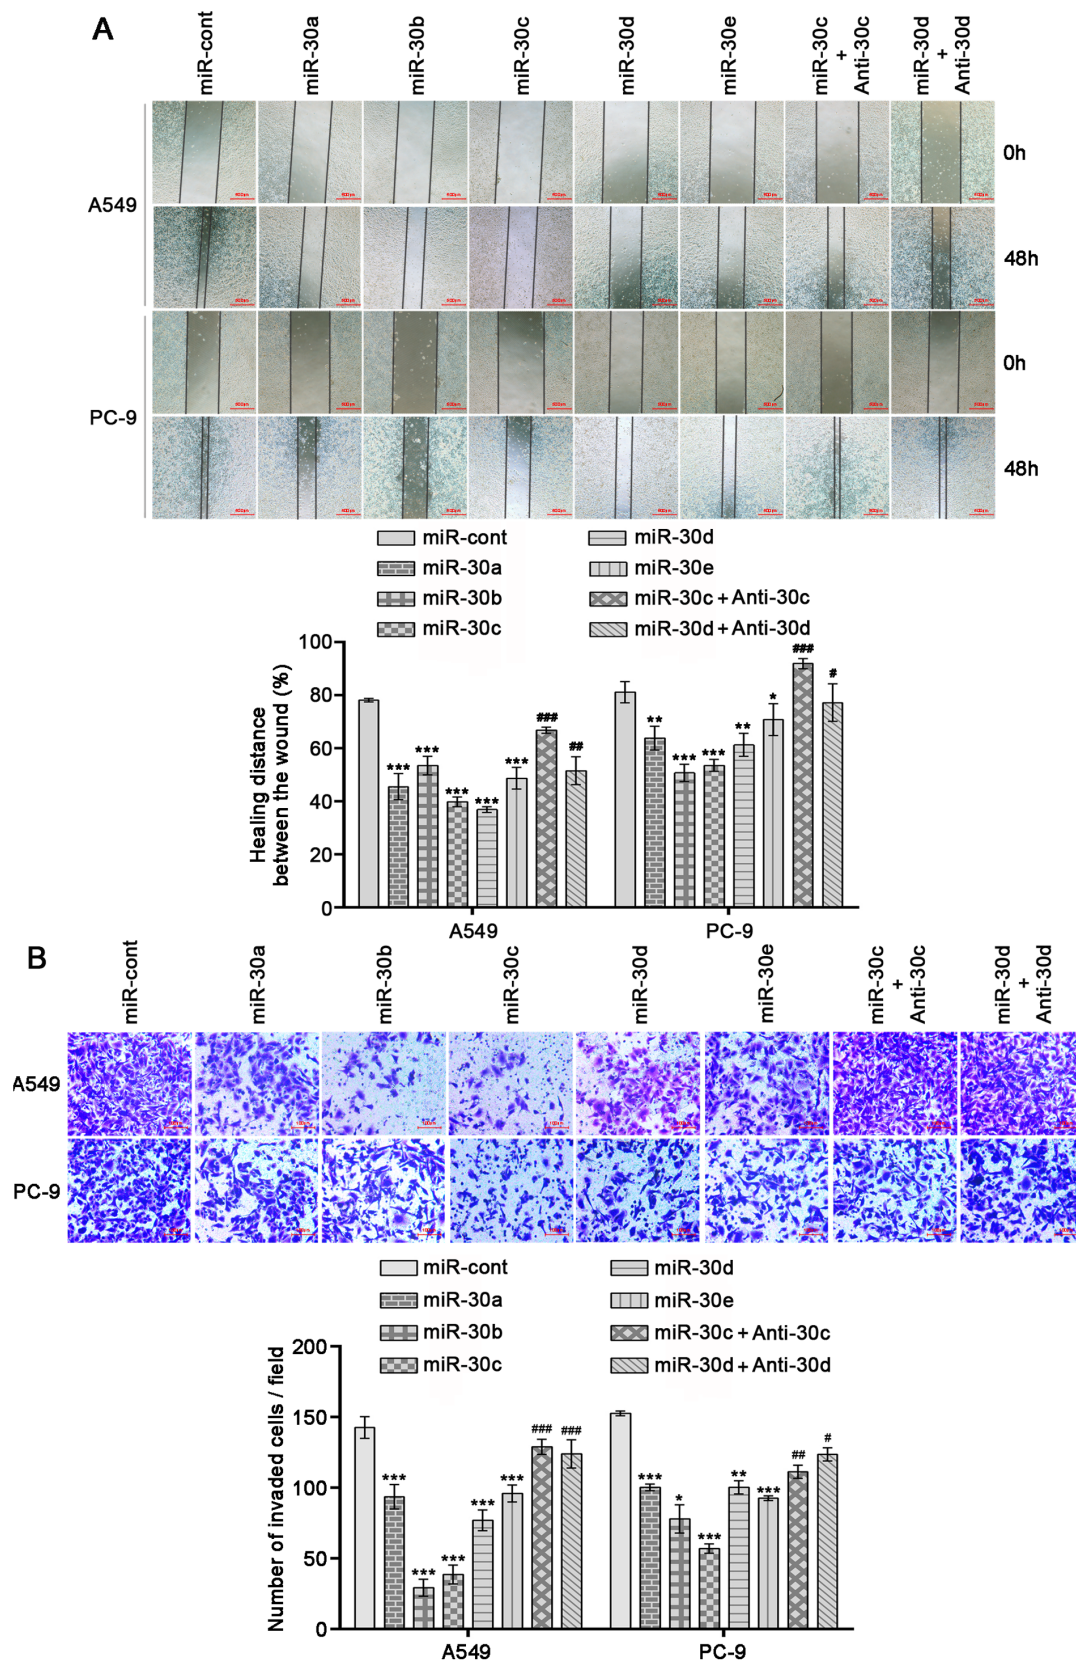 A
miR-cont
miR-30a
miR-30b
miR-30c
miR-30d
miR-30e
miR-30c + Anti-30c
miR-30d + Anti-30d
A549
0h
48h
PC-9
0h
48h
miR-cont
miR-30a
miR-30b
miR-30c
miR-30d
miR-30e
miR-30c + Anti-30c
miR-30d + Anti-30d
Healing distance
between the wound (%)
100
80
60
40
20
0
***
***
***
***
***
###
##
**
***
***
**
*
###
#
A549
PC-9
B
miR-cont
miR-30a
miR-30b
miR-30c
miR-30d
miR-30e
miR-30c + Anti-30c
miR-30d + Anti-30d
A549
PC-9
miR-cont
miR-30a
miR-30b
miR-30c
miR-30d
miR-30e
miR-30c + Anti-30c
miR-30d + Anti-30d
Number of invaded cells / field
200
150
100
50
0
***
***
***
***
***
###
###
***
*
***
**
***
##
#
A549
PC-9